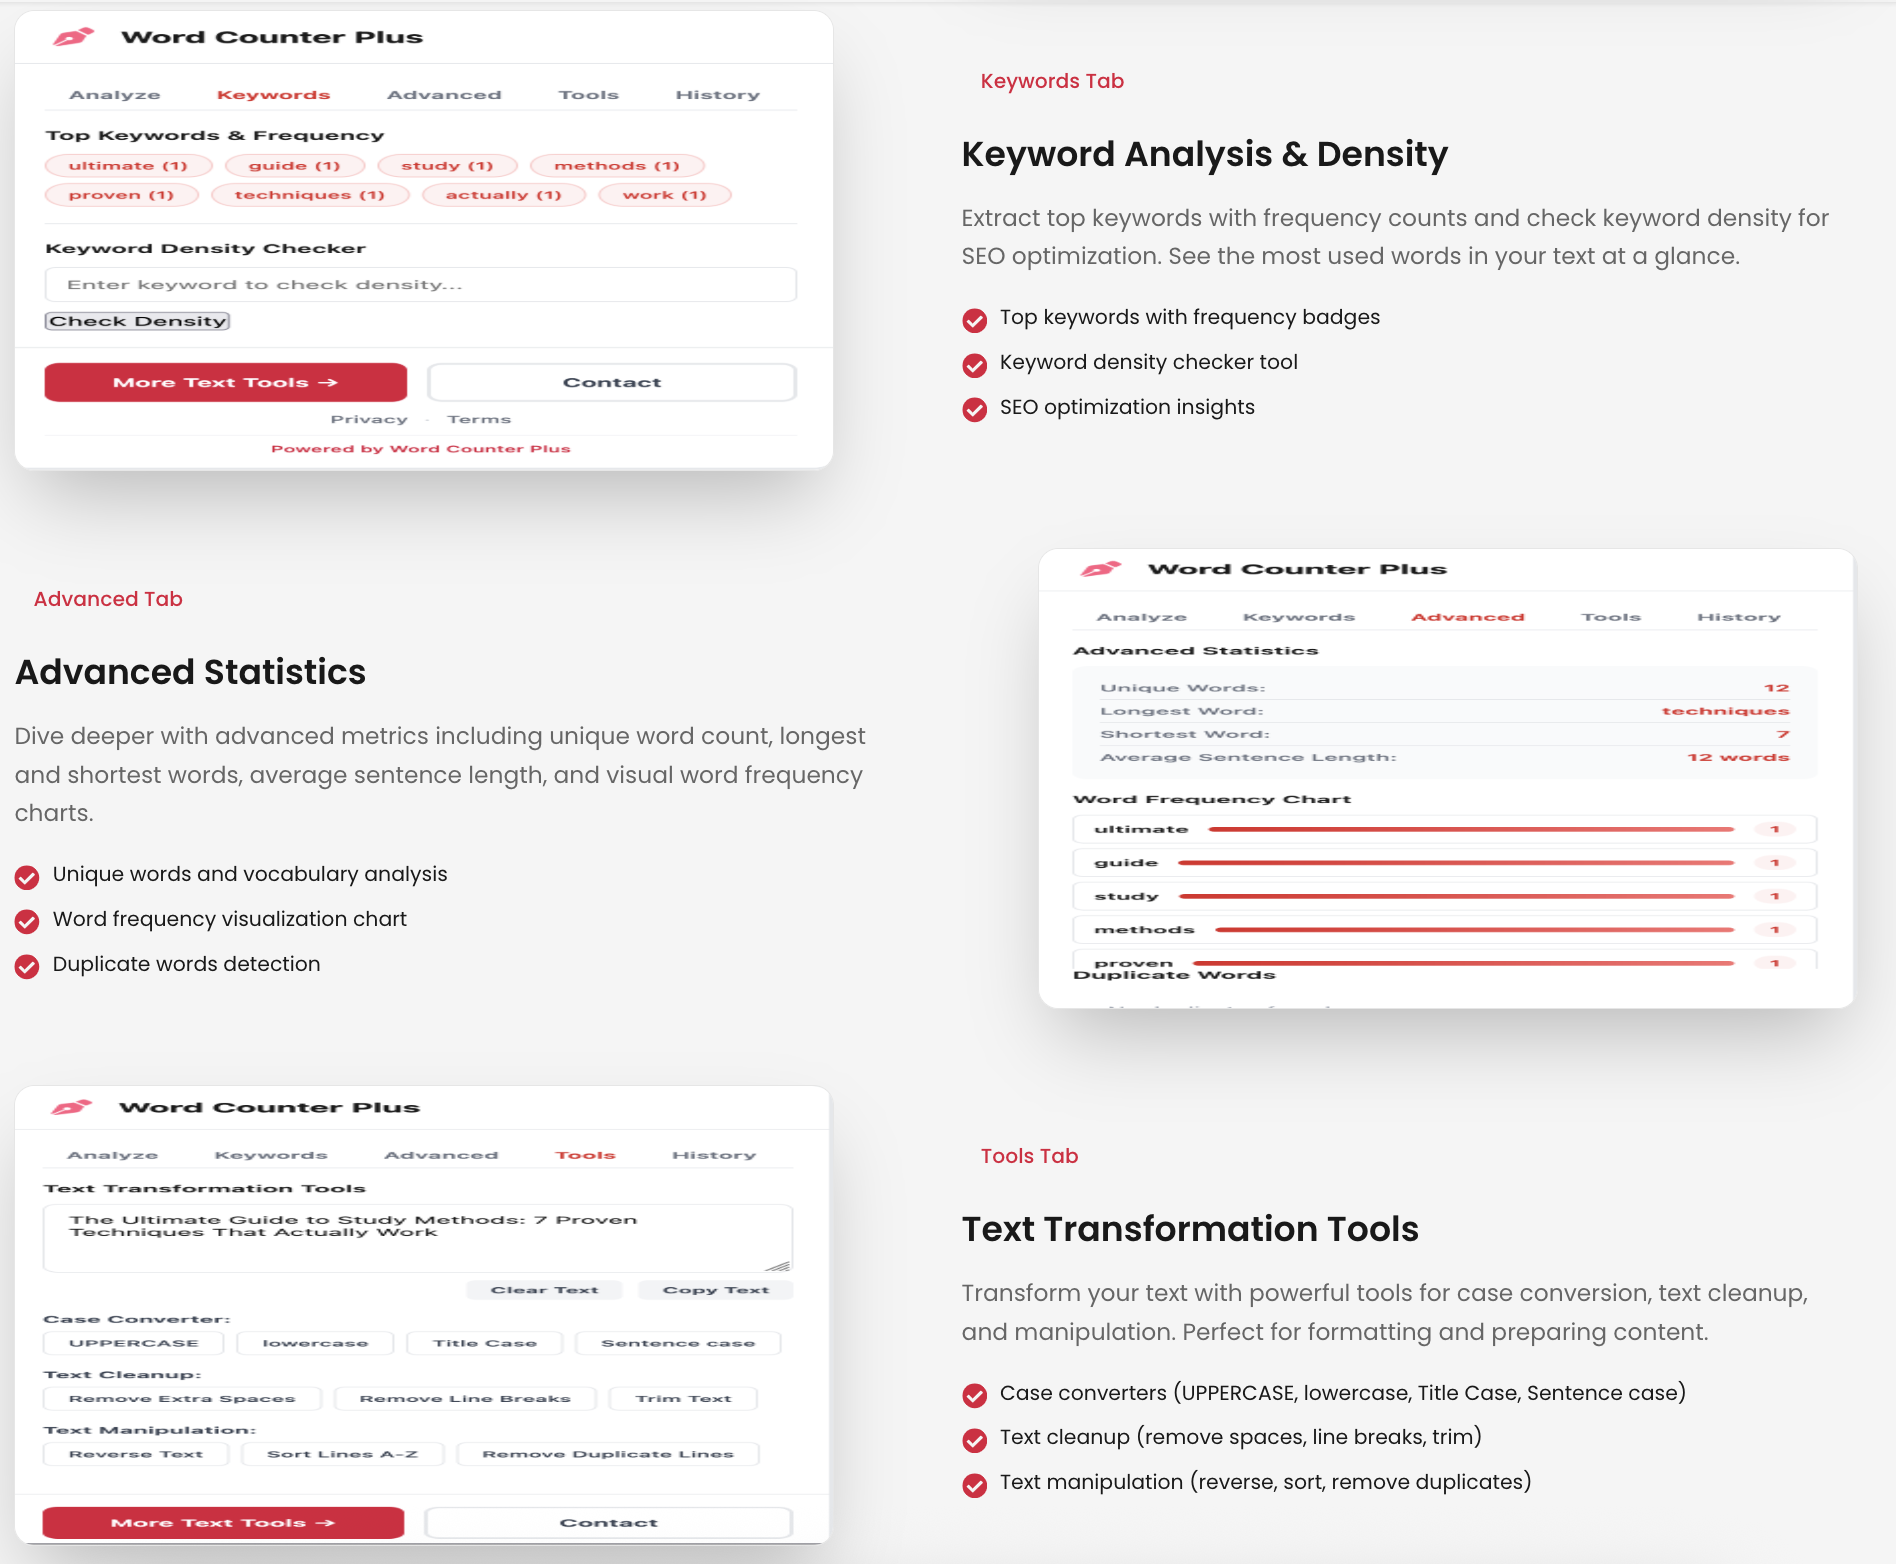 Word Counter Plus
Analyze Keywords Advanced Tools History
Top Keywords & Frequency
ultimate (1) guide (1) study (1) methods (1)
proven (1) techniques (1) actually (1) work (1)
Keyword Density Checker
Enter keyword to check density...
Check Density
More Text Tools → Contact
Privacy · Terms
Powered by Word Counter Plus
Keywords Tab
Keyword Analysis & Density
Extract top keywords with frequency counts and check keyword density for
SEO optimization. See the most used words in your text at a glance.
Top keywords with frequency badges
Keyword density checker tool
SEO optimization insights
Advanced Tab
Advanced Statistics
Dive deeper with advanced metrics including unique word count, longest
and shortest words, average sentence length, and visual word frequency
charts.
Unique words and vocabulary analysis
Word frequency visualization chart
Duplicate words detection
Word Counter Plus
Analyze Keywords Advanced Tools History
Advanced Statistics
Unique Words: 12
Longest Word: techniques
Shortest Word: 7
Average Sentence Length: 12 words
Word Frequency Chart
ultimate 1
guide 1
study 1
methods 1
proven 1
Duplicate Words
Word Counter Plus
Analyze Keywords Advanced Tools History
Text Transformation Tools
The Ultimate Guide to Study Methods: 7 Proven
Techniques That Actually Work
Clear Text Copy Text
Case Converter:
UPPERCASE lowercase Title Case Sentence case
Text Cleanup:
Remove Extra Spaces Remove Line Breaks Trim Text
Text Manipulation:
Reverse Text Sort Lines A-Z Remove Duplicate Lines
More Text Tools → Contact
Tools Tab
Text Transformation Tools
Transform your text with powerful tools for case conversion, text cleanup,
and manipulation. Perfect for formatting and preparing content.
Case converters (UPPERCASE, lowercase, Title Case, Sentence case)
Text cleanup (remove spaces, line breaks, trim)
Text manipulation (reverse, sort, remove duplicates)